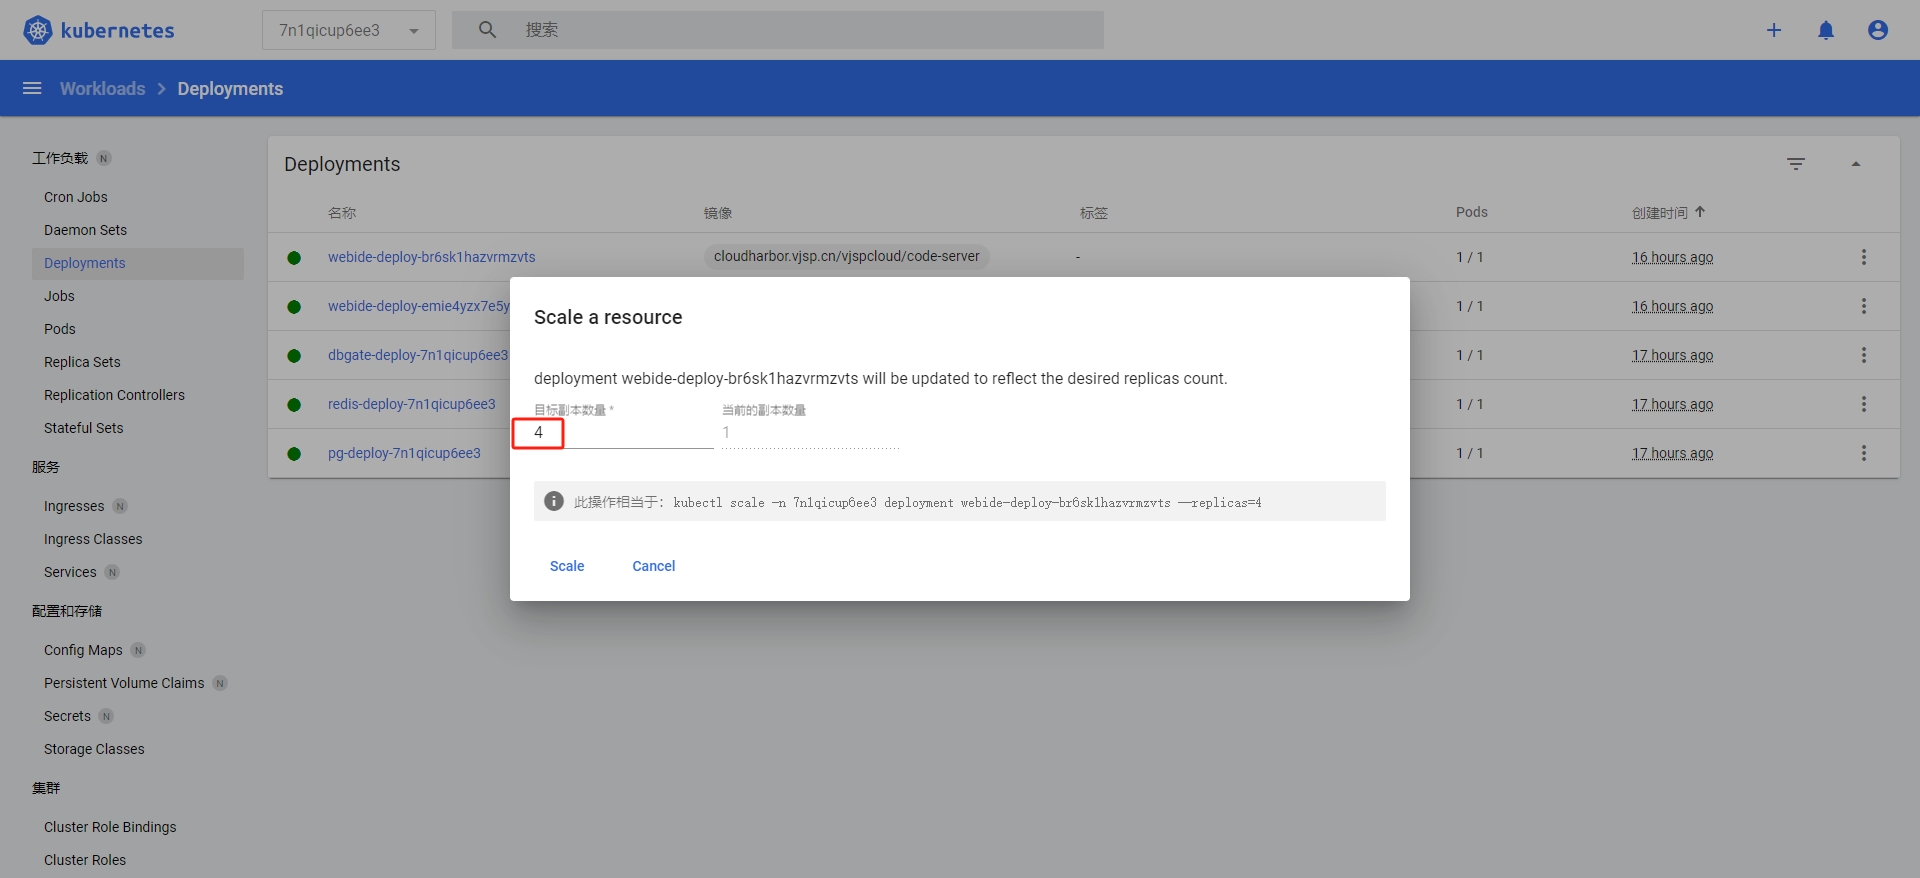 kubernetes
7n1qicup6ee3
搜索
Workloads
Deployments
工作负载 N
Cron Jobs
Daemon Sets
Deployments
Jobs
Pods
Replica Sets
Replication Controllers
Stateful Sets
服务
Ingresses N
Ingress Classes
Services N
配置和存储
Config Maps N
Persistent Volume Claims N
Secrets N
Storage Classes
集群
Cluster Role Bindings
Cluster Roles
Deployments
名称 镜像 标签 Pods 创建时间
webide-deploy-br6sk1hazvrmzvts cloudharbor.vjsp.cn/vjspcloud/code-server - 1 / 1 16 hours ago
webide-deploy-emie4yzx7e5y 1 / 1 16 hours ago
dbgate-deploy-7n1qicup6ee3 1 / 1 17 hours ago
redis-deploy-7n1qicup6ee3 1 / 1 17 hours ago
pg-deploy-7n1qicup6ee3 1 / 1 17 hours ago
Scale a resource
deployment webide-deploy-br6sk1hazvrmzvts will be updated to reflect the desired replicas count.
目标副本数量 * 当前的副本数量
4 1
此操作相当于: kubectl scale -n 7n1qicup6ee3 deployment webide-deploy-br6sk1hazvrmzvts --replicas=4
Scale Cancel